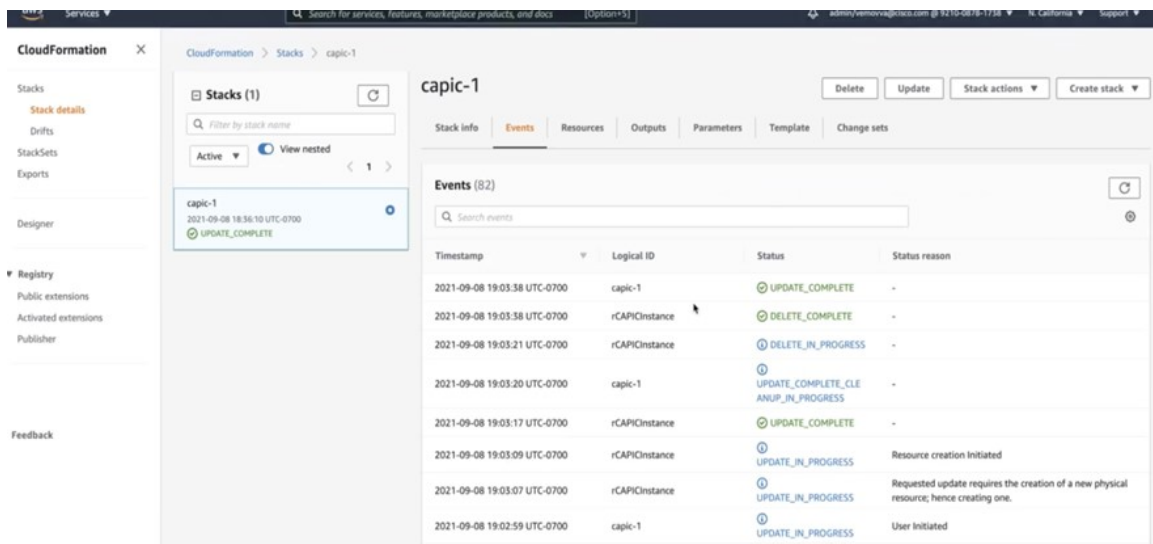 aws Services ▼ Search for services, features, marketplace products, and docs [Option+S] N. California ▼ Support ▼
CloudFormation ×
CloudFormation > Stacks > capic-1
Stacks
Stack details
Drifts
StackSets
Exports
Designer
▼ Registry
Public extensions
Activated extensions
Publisher
Feedback
Stacks (1)
Filter by stack name
Active ▼ View nested
< 1 >
capic-1
2021-09-08 18:36:10 UTC-0700
UPDATE_COMPLETE
capic-1
Delete Update Stack actions ▼ Create stack ▼
Stack info Events Resources Outputs Parameters Template Change sets
Events (82)
Search events
Timestamp ▼ Logical ID Status Status reason
2021-09-08 19:03:38 UTC-0700 capic-1 UPDATE_COMPLETE -
2021-09-08 19:03:38 UTC-0700 rCAPICInstance DELETE_COMPLETE -
2021-09-08 19:03:21 UTC-0700 rCAPICInstance DELETE_IN_PROGRESS -
2021-09-08 19:03:20 UTC-0700 capic-1 UPDATE_COMPLETE_CLE
ANUP_IN_PROGRESS -
2021-09-08 19:03:17 UTC-0700 rCAPICInstance UPDATE_COMPLETE -
2021-09-08 19:03:09 UTC-0700 rCAPICInstance UPDATE_IN_PROGRESS Resource creation Initiated
2021-09-08 19:03:07 UTC-0700 rCAPICInstance UPDATE_IN_PROGRESS Requested update requires the creation of a new physical
resource; hence creating one.
2021-09-08 19:02:59 UTC-0700 capic-1 UPDATE_IN_PROGRESS User Initiated